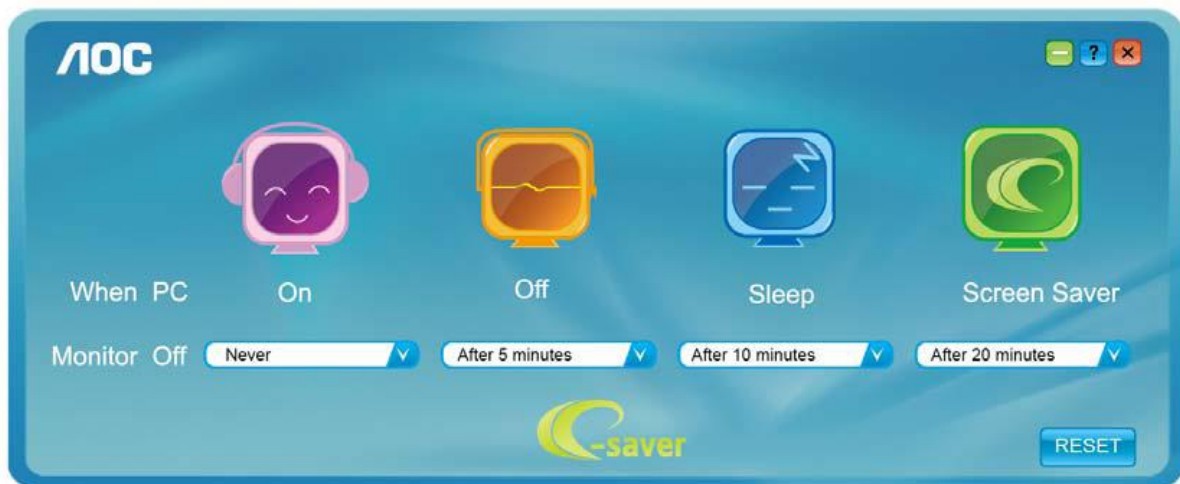 AOC
?
When PC On Off Sleep Screen Saver
Monitor Off Never After 5 minutes After 10 minutes After 20 minutes
e-saver
RESET